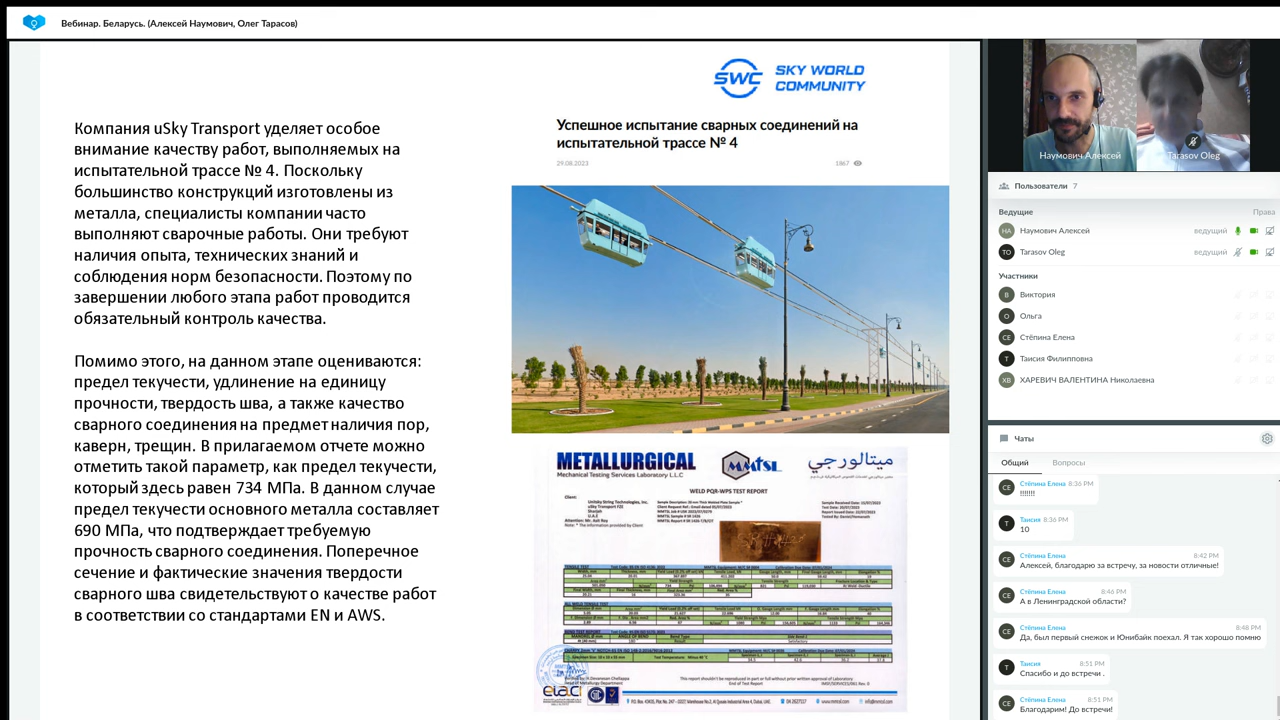 Вебинар. Беларусь. (Алексей Наумович, Олег Тарасов)
SWC SKY WORLD
COMMUNITY
Компания uSky Transport уделяет особое
внимание качеству работ, выполняемых на
испытательной трассе № 4. Поскольку
большинство конструкций изготовлены из
металла, специалисты компании часто
выполняют сварочные работы. Они требуют
наличия опыта, технических знаний и
соблюдения норм безопасности. Поэтому по
завершении любого этапа работ проводится
обязательный контроль качества.
Помимо этого, на данном этапе оцениваются:
предел текучести, удлинение на единицу
прочности, твердость шва, а также качество
сварного соединения на предмет наличия пор,
каверн, трещин. В прилагаемом отчете можно
отметить такой параметр, как предел текучести,
который здесь равен 734 МПа. В данном случае
предел текучести основного металла составляет
690 МПа, что подтверждает требуемую
прочность сварного соединения. Поперечное
сечение и фактические значения твердости
сварного шва свидетельствуют о качестве работ
в соответствии со стандартами EN и AWS.
Успешное испытание сварных соединений на
испытательной трассе № 4
29.08.2023 1867
METALLURGICAL
Mechanical Testing Services Laboratory L.L.C
MMTSL
ميتالورجي
WELD PQR-WPS TEST REPORT
Наумович Алексей
Tarasov Oleg
Пользователи 7
Ведущие Права
НА Наумович Алексей ведущий
TO Tarasov Oleg ведущий
Участники
В Виктория
О Ольга
СЕ Стёпина Елена
Т Таисия Филипповна
ХВ ХАРЕВИЧ ВАЛЕНТИНА Николаевна
Чаты
Общий Вопросы
СЕ Стёпина Елена 8:36 PM
!!!!!!!
Т Таисия 8:36 PM
10
СЕ Стёпина Елена 8:42 PM
Алексей, благодарю за встречу, за новости отличные!
СЕ Стёпина Елена 8:46 PM
А в Ленинградской области?
СЕ Стёпина Елена 8:48 PM
Да, был первый снежок и Юнибайк поехал. Я так хорошо помню
Т Таисия 8:51 PM
Спасибо и до встречи .
СЕ Стёпина Елена 8:51 PM
Благодарим! До встречи!